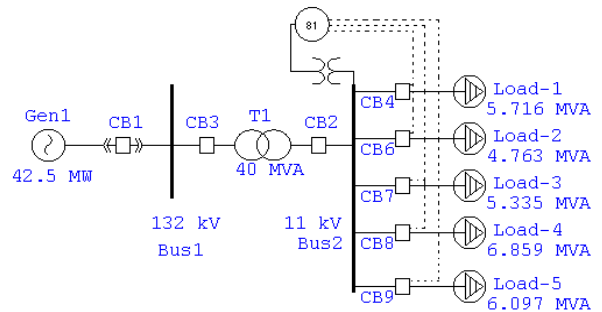 81
Gen1
CB1
CB3
T1
CB2
42.5 MW
40 MVA
132 kV
Bus1
11 kV
Bus2
CB4
Load-1
5.716 MVA
CB6
Load-2
4.763 MVA
CB7
Load-3
5.335 MVA
CB8
Load-4
6.859 MVA
CB9
Load-5
6.097 MVA